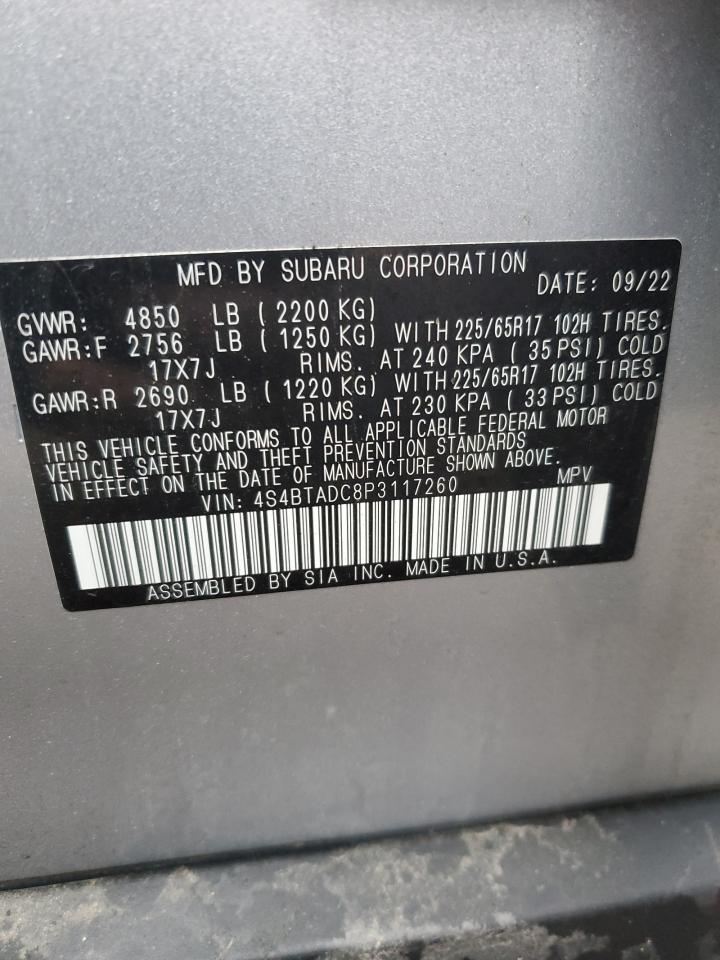 MFD BY SUBARU CORPORATION DATE: 09/22
GVWR: 4850 LB ( 2200 KG)
GAWR:F 2756 LB ( 1250 KG) WITH 225/65R17 102H TIRES.
17X7J RIMS. AT 240 KPA ( 35 PSI) COLD
GAWR:R 2690 LB ( 1220 KG) WITH 225/65R17 102H TIRES.
17X7J RIMS. AT 230 KPA ( 33 PSI) COLD
THIS VEHICLE CONFORMS TO ALL APPLICABLE FEDERAL MOTOR
VEHICLE SAFETY AND THEFT PREVENTION STANDARDS
IN EFFECT ON THE DATE OF MANUFACTURE SHOWN ABOVE.
VIN: 4S4BTADC8P3117260 MPV
ASSEMBLED BY SIA INC. MADE IN U.S.A.